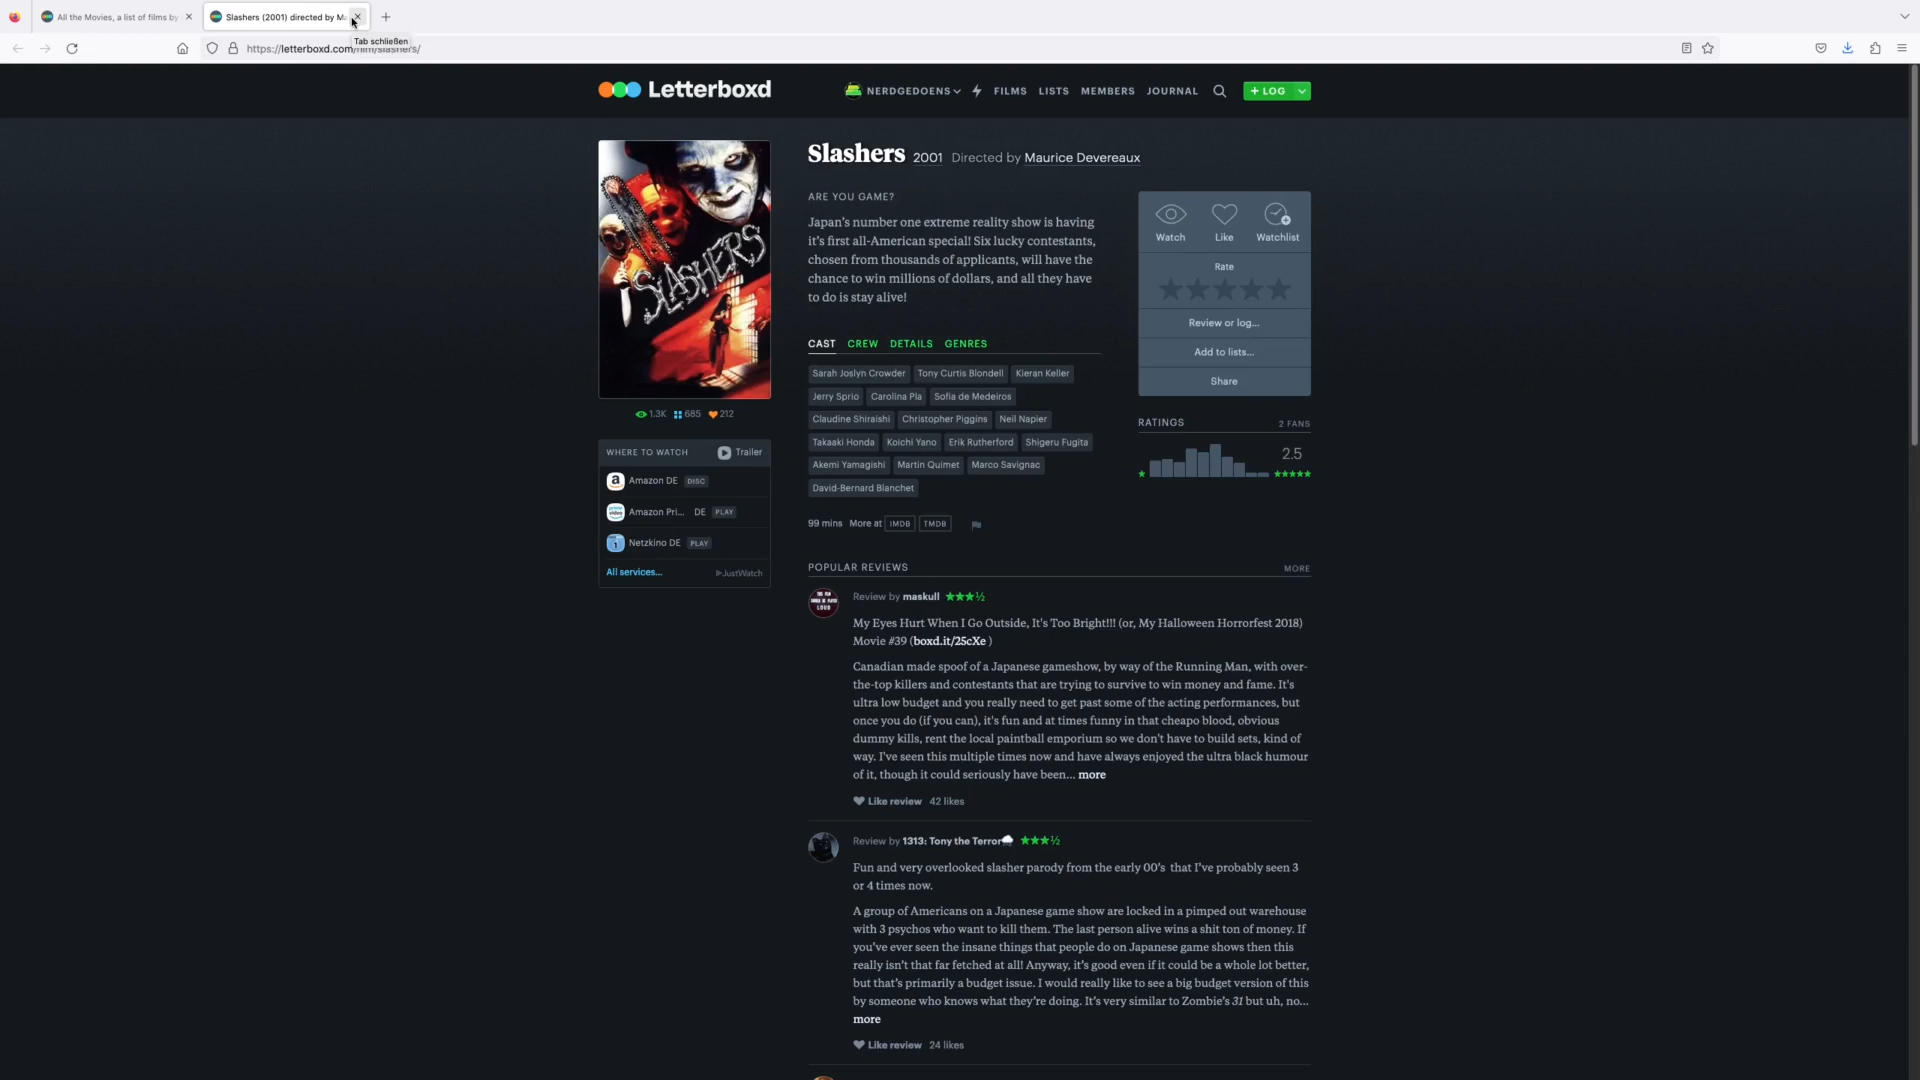 All the Movies, a list of films by
Slashers (2001) directed by Ma
Tab schließen
https://letterboxd.com/film/slashers/
Letterboxd
NERDGEDOENS
FILMS
LISTS
MEMBERS
JOURNAL
+ LOG
SLASHERS
1.3K
685
212
WHERE TO WATCH
Trailer
Amazon DE DISC
Amazon Pri... DE PLAY
Netzkino DE PLAY
All services...
JustWatch
Slashers 2001 Directed by Maurice Devereaux
ARE YOU GAME?
Japan's number one extreme reality show is having
it's first all-American special! Six lucky contestants,
chosen from thousands of applicants, will have the
chance to win millions of dollars, and all they have
to do is stay alive!
CAST CREW DETAILS GENRES
Sarah Joslyn Crowder Tony Curtis Blondell Kieran Keller
Jerry Sprio Carolina Pla Sofia de Medeiros
Claudine Shiraishi Christopher Piggins Neil Napier
Takaaki Honda Koichi Yano Erik Rutherford Shigeru Fugita
Akemi Yamagishi Martin Quimet Marco Savignac
David-Bernard Blanchet
99 mins More at IMDB TMDB
Watch Like Watchlist
Rate
Review or log...
Add to lists...
Share
RATINGS 2 FANS
2.5
POPULAR REVIEWS MORE
Review by maskull ★★★½
My Eyes Hurt When I Go Outside, It's Too Bright!!! (or, My Halloween Horrorfest 2018)
Movie #39 (boxd.it/25cXe )
Canadian made spoof of a Japanese gameshow, by way of the Running Man, with over-
the-top killers and contestants that are trying to survive to win money and fame. It's
ultra low budget and you really need to get past some of the acting performances, but
once you do (if you can), it's fun and at times funny in that cheapo blood, obvious
dummy kills, rent the local paintball emporium so we don't have to build sets, kind of
way. I've seen this multiple times now and have always enjoyed the ultra black humour
of it, though it could seriously have been... more
Like review 42 likes
Review by 1313: Tony the Terror ★★★½
Fun and very overlooked slasher parody from the early 00's that I've probably seen 3
or 4 times now.
A group of Americans on a Japanese game show are locked in a pimped out warehouse
with 3 psychos who want to kill them. The last person alive wins a shit ton of money. If
you've ever seen the insane things that people do on Japanese game shows then this
really isn't that far fetched at all! Anyway, it's good even if it could be a whole lot better,
but that's primarily a budget issue. I would really like to see a big budget version of this
by someone who knows what they're doing. It's very similar to Zombie's 31 but uh, no...
more
Like review 24 likes